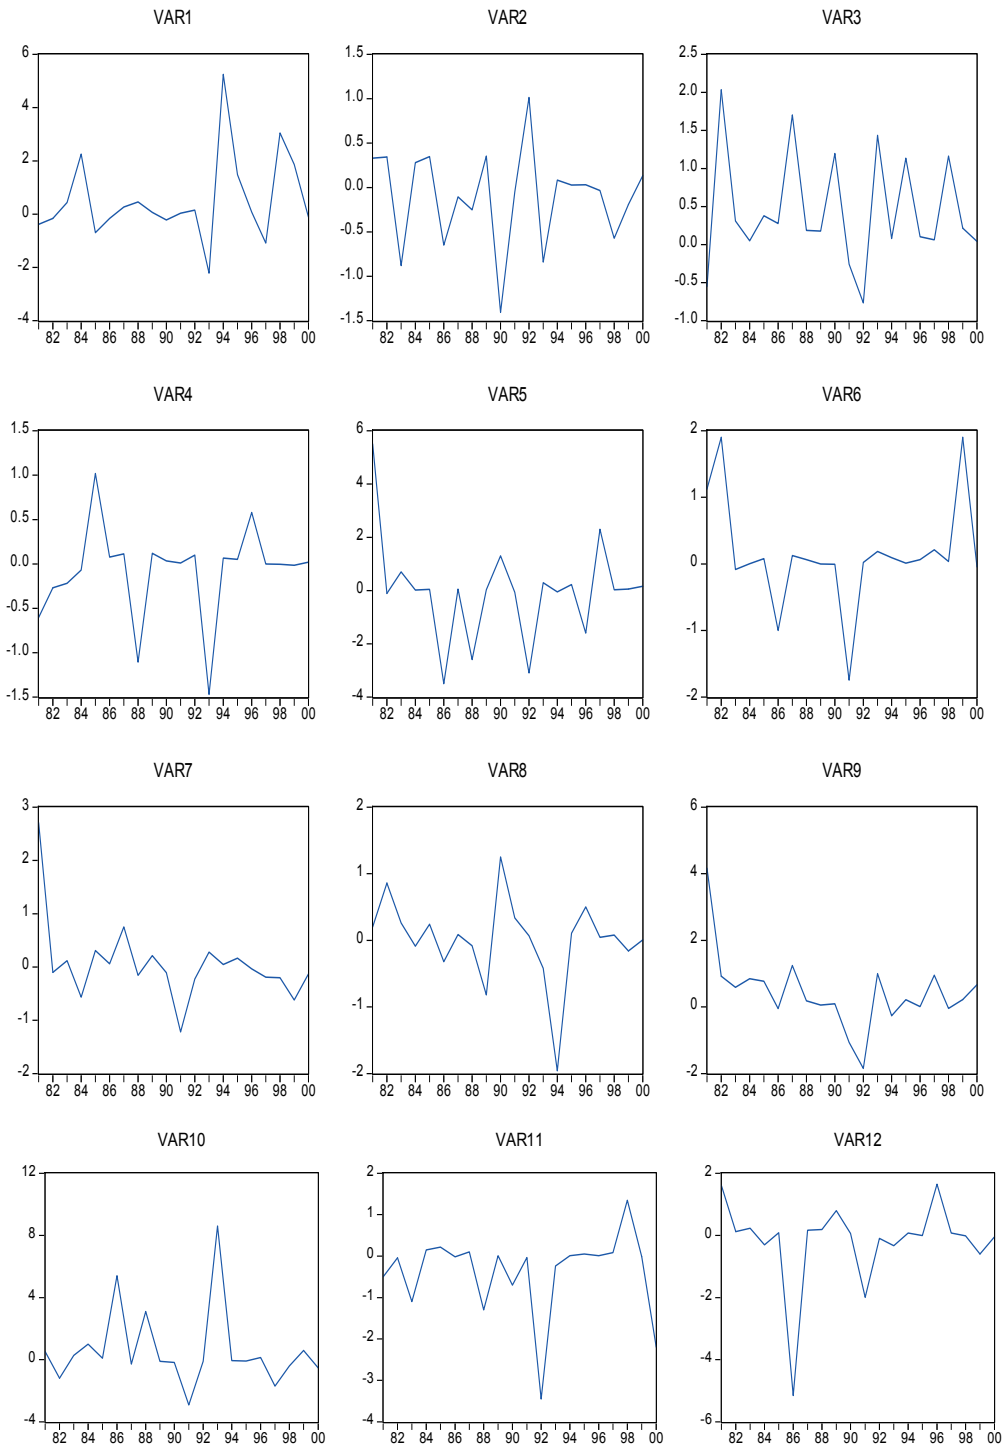 VAR1 VAR2 VAR3
6 1.5 2.5
4 1.0 2.0
2 0.5 1.5
0 0.0 1.0
-2 -0.5 0.5
-4 -1.0 0.0
-1.5 -0.5
-1.0
82 84 86 88 90 92 94 96 98 00 82 84 86 88 90 92 94 96 98 00 82 84 86 88 90 92 94 96 98 00
VAR4 VAR5 VAR6
1.5 6 2
1.0 4 1
0.5 2 0
0.0 0 -1
-0.5 -2 -2
-1.0 -4
-1.5
82 84 86 88 90 92 94 96 98 00 82 84 86 88 90 92 94 96 98 00 82 84 86 88 90 92 94 96 98 00
VAR7 VAR8 VAR9
3 2 6
2 1 4
1 0 2
0 -1 0
-1 -2 -2
-2
82 84 86 88 90 92 94 96 98 00 82 84 86 88 90 92 94 96 98 00 82 84 86 88 90 92 94 96 98 00
VAR10 VAR11 VAR12
12 2 2
8 1 0
4 0 -2
0 -1 -4
-4 -2 -6
-3
-4
82 84 86 88 90 92 94 96 98 00 82 84 86 88 90 92 94 96 98 00 82 84 86 88 90 92 94 96 98 00